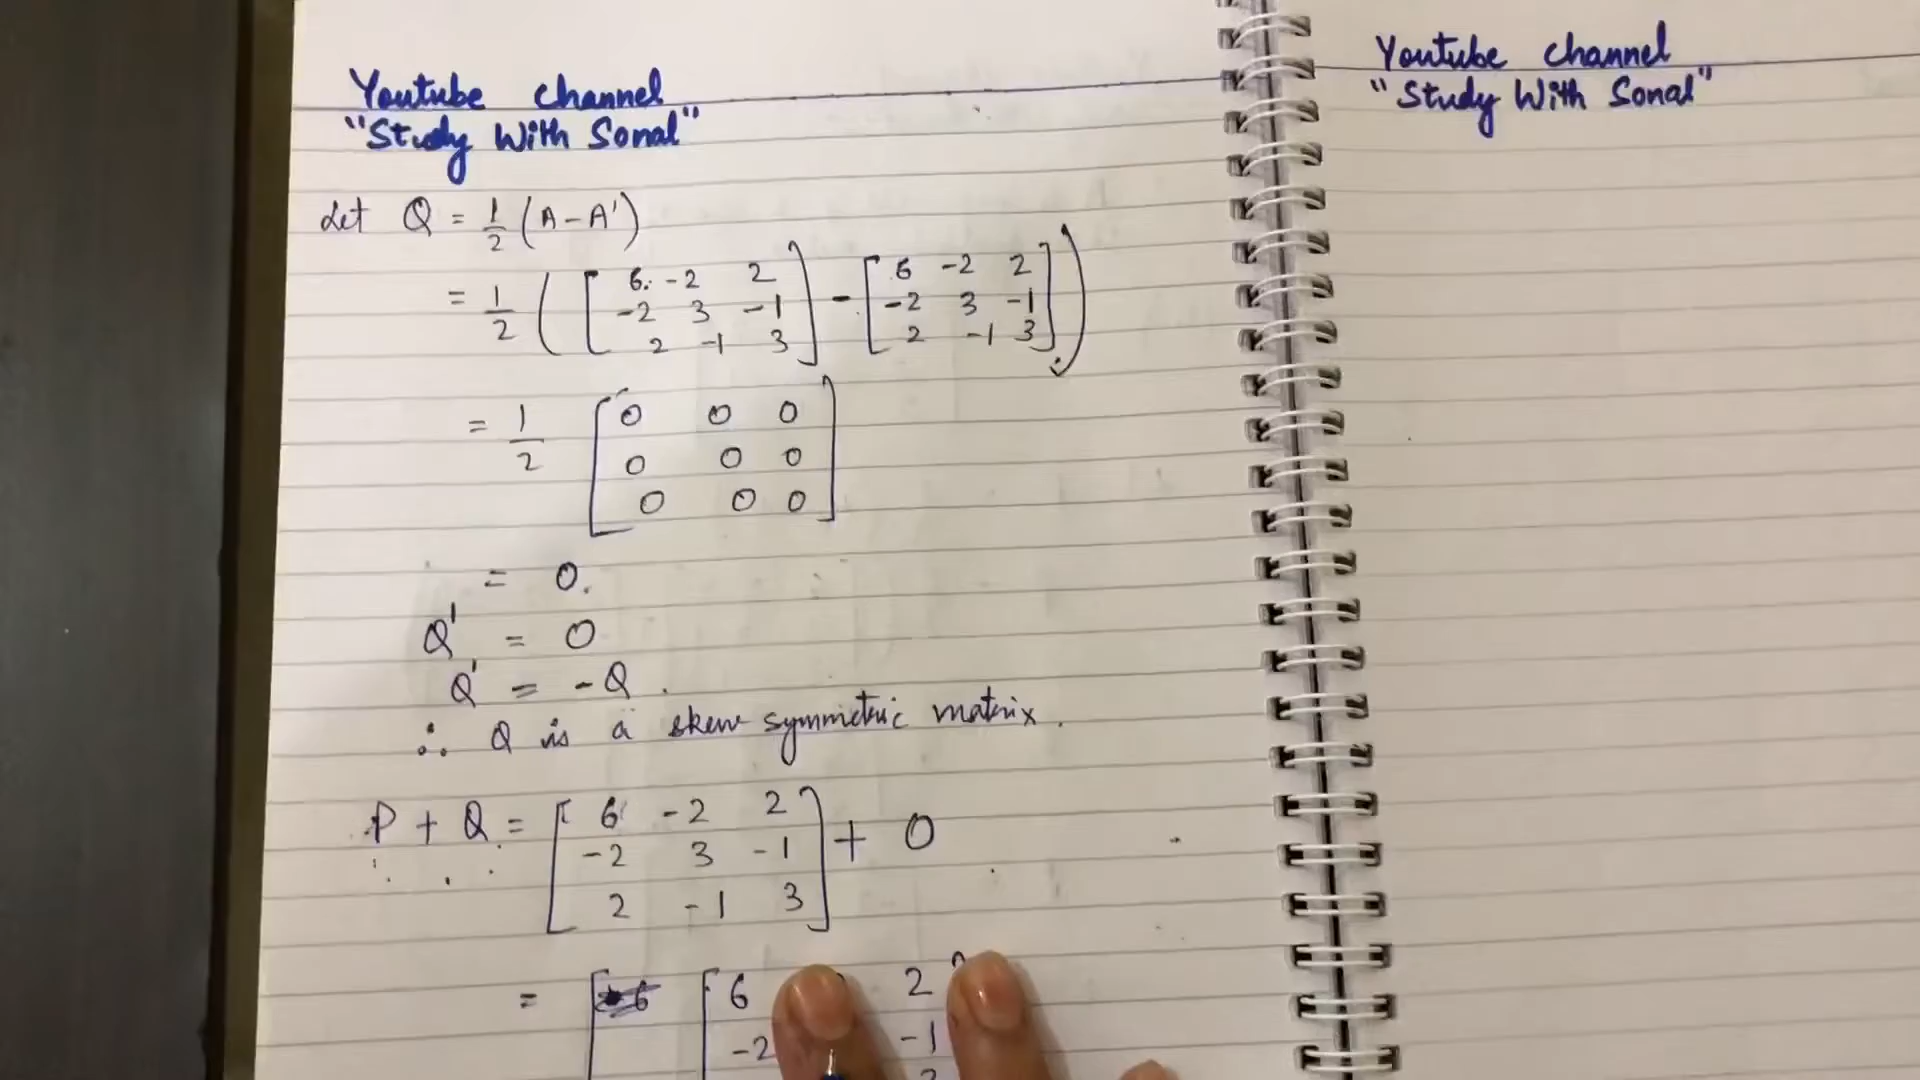 Youtube channel
"Study With Sonal"
Let Q = 1/2 (A - A')
= 1/2 ( [ 6 -2 2
-2 3 -1
2 -1 3 ] - [ 6 -2 2
-2 3 -1
2 -1 3 ] )
= 1/2 [ 0 0 0
0 0 0
0 0 0 ]
= 0.
Q' = 0
Q' = -Q.
∴ Q is a skew symmetric matrix.
P + Q = [ 6 -2 2
-2 3 -1
2 -1 3 ] + 0
= [ 6 2
-2 -1
Youtube channel
"Study With Sonal"